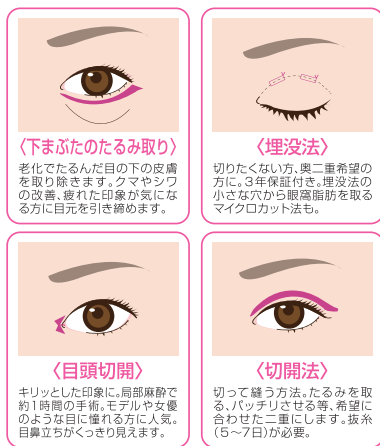 〈下まぶたのたるみ取り〉
老化でたるんだ目の下の皮膚
を取り除きます。クマやシワ
の改善、疲れた印象が気にな
る方に目元を引き締めます。
〈埋没法〉
切りたくない方、奥二重希望の
方に。3年保証付き。埋没法の
小さな穴から眼窩脂肪を取る
マイクロカット法も。
〈目頭切開〉
キリッとした印象に。局部麻酔で
約1時間の手術。モデルや女優
のような目に憧れる方に人気。
目鼻立ちがくっきり見えます。
〈切開法〉
切って縫う方法。たるみを取
る、パッチリさせる等、希望に
合わせた二重にします。抜糸
(5〜7日)が必要。